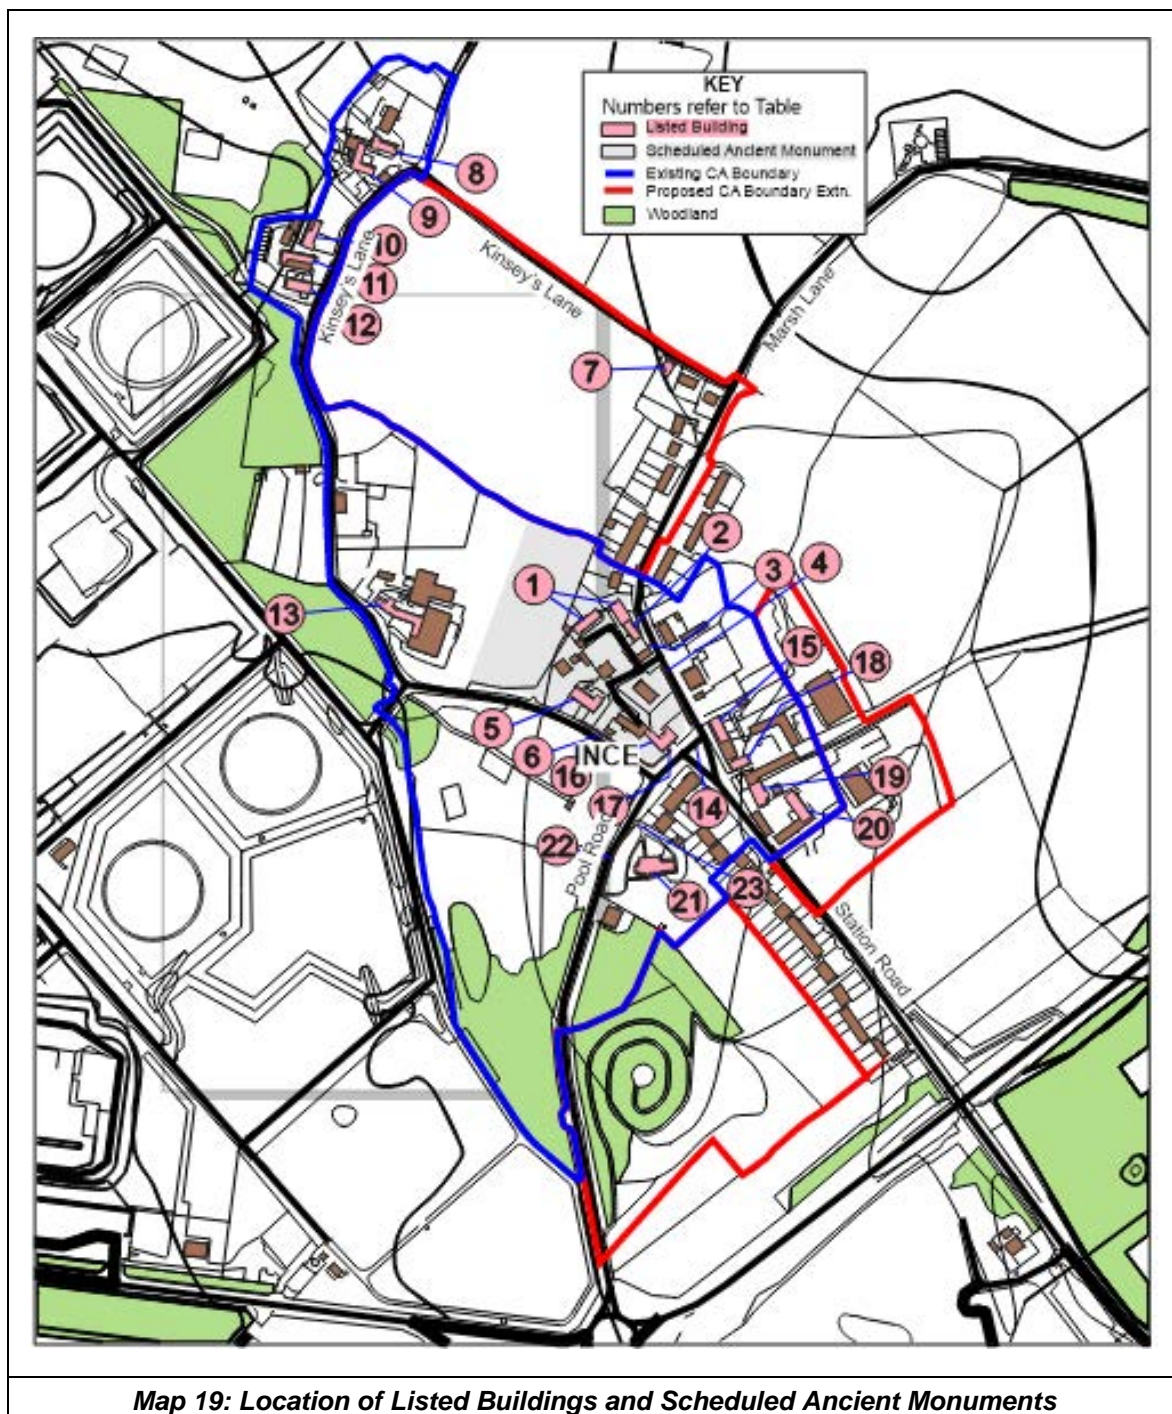 KEY
Numbers refer to Table
Listed Building
Scheduled Ancient Monument
Existing CA Boundary
Proposed CA Boundary Extn.
Woodland
8
9
10
11
12
Kinsey's Lane
Kinsey's Lane
Marsh Lane
7
1
2
3
4
13
15
18
5
6
INCE
16
17
14
19
20
22
Pool Road
21
23
Station Road
Map 19: Location of Listed Buildings and Scheduled Ancient Monuments